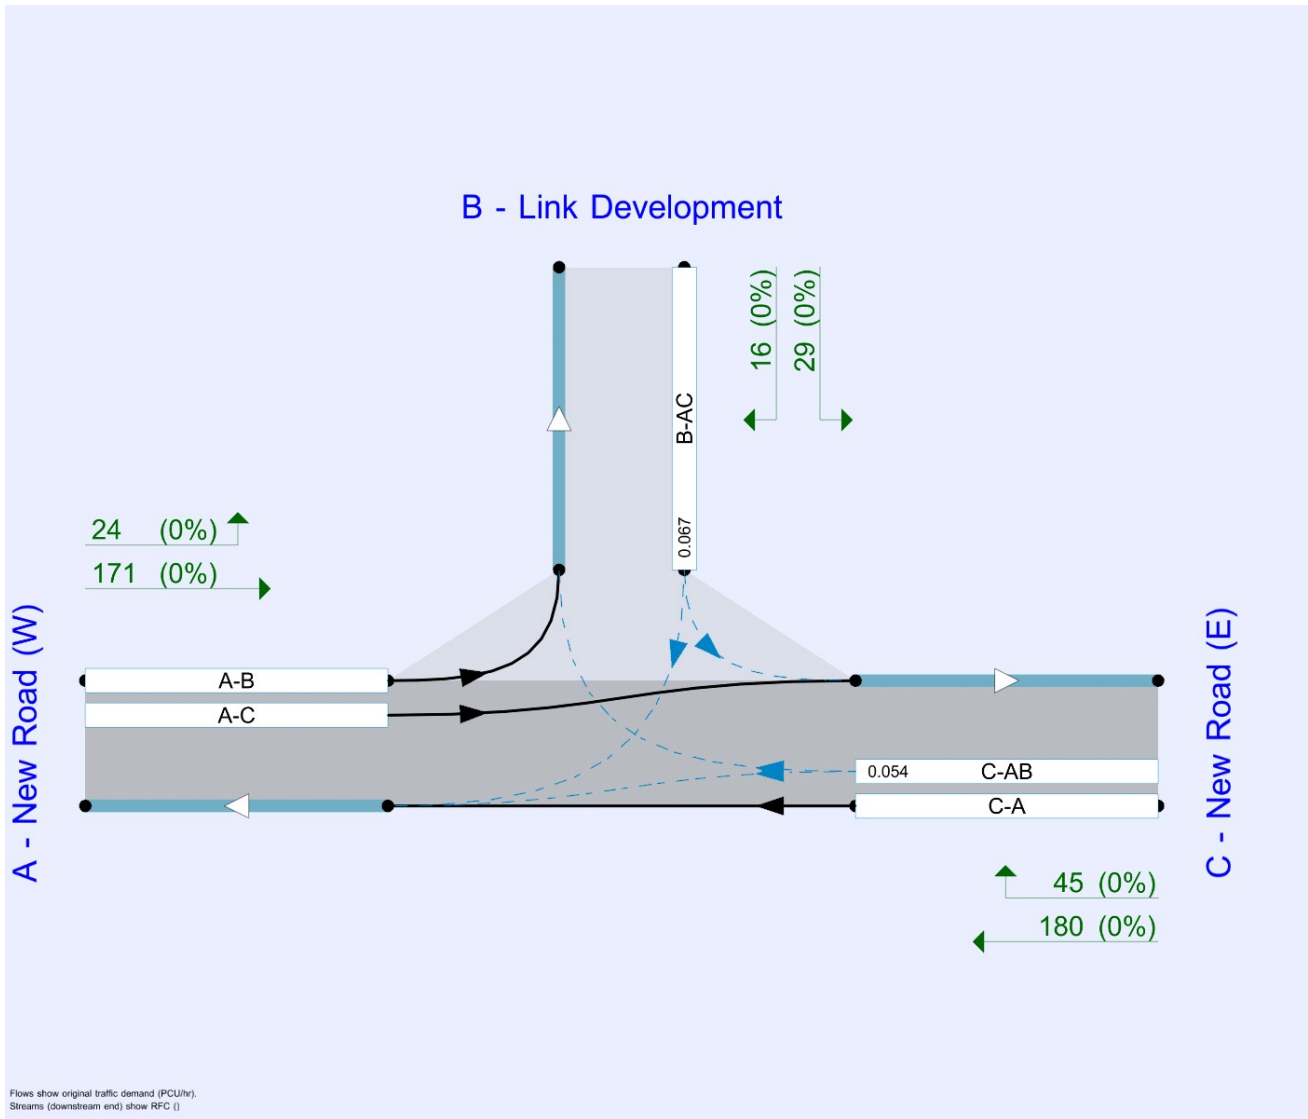 B - Link Development
16 (0%)
29 (0%)
B-AC
0.067
24 (0%)
171 (0%)
A - New Road (W)
A-B
A-C
0.054 C-AB
C-A
C - New Road (E)
45 (0%)
180 (0%)
Flows show original traffic demand (PCU/hr).
Streams (downstream end) show RFC ()